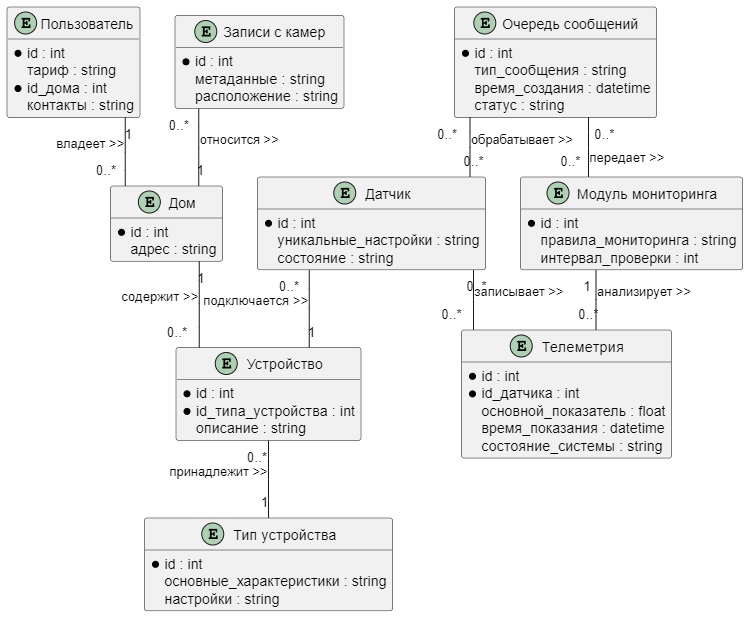 E Пользователь
id : int
тариф : string
id_дома : int
контакты : string
E Записи с камер
id : int
метаданные : string
расположение : string
E Очередь сообщений
id : int
тип_сообщения : string
время_создания : datetime
статус : string
1
владеет >>
0..*
0..*
относится >>
1
0..*
обрабатывает >>
0..*
0..*
передает >>
0..*
E Дом
id : int
адрес : string
E Датчик
id : int
уникальные_настройки : string
состояние : string
E Модуль мониторинга
id : int
правила_мониторинга : string
интервал_проверки : int
1
содержит >>
0..*
0..*
подключается >>
1
0..*
записывает >>
0..*
1
анализирует >>
0..*
E Устройство
id : int
id_типа_устройства : int
описание : string
E Телеметрия
id : int
id_датчика : int
основной_показатель : float
время_показания : datetime
состояние_системы : string
0..*
принадлежит >>
1
E Тип устройства
id : int
основные_характеристики : string
настройки : string